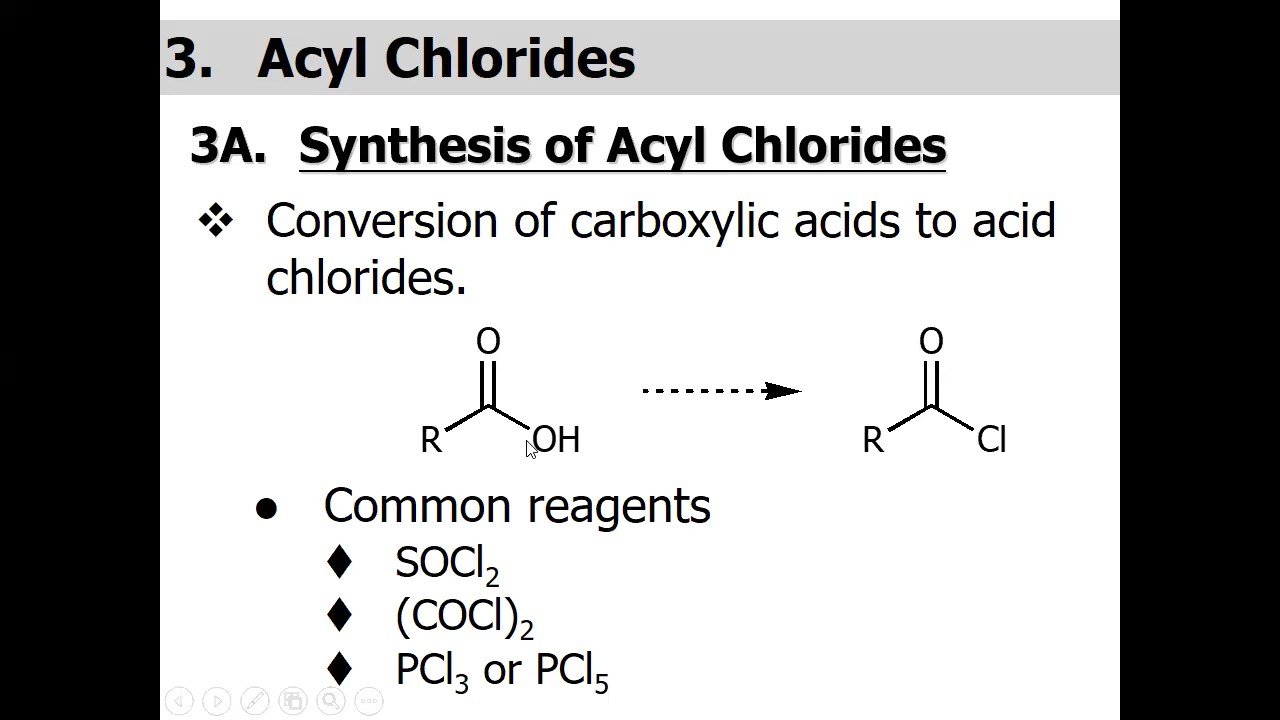 3. Acyl Chlorides
3A. Synthesis of Acyl Chlorides
❖ Conversion of carboxylic acids to acid
chlorides.
O O
R OH R Cl
● Common reagents
♦ SOCl₂
♦ (COCl)₂
♦ PCl₃ or PCl₅